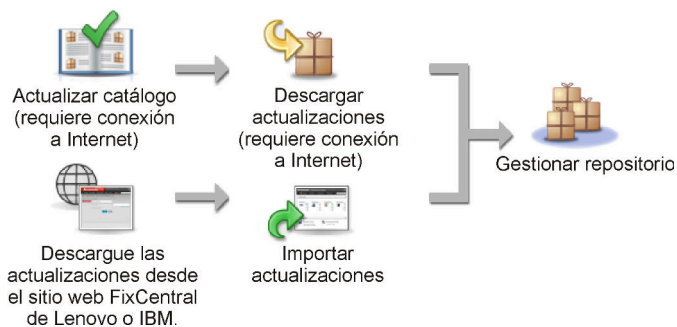 Actualizar catálogo
(requiere conexión
a Internet)
Descargar
actualizaciones
(requiere conexión
a Internet)
Gestionar repositorio
Descargue las
actualizaciones desde
el sitio web FixCentral
de Lenovo o IBM.
Importar
actualizaciones